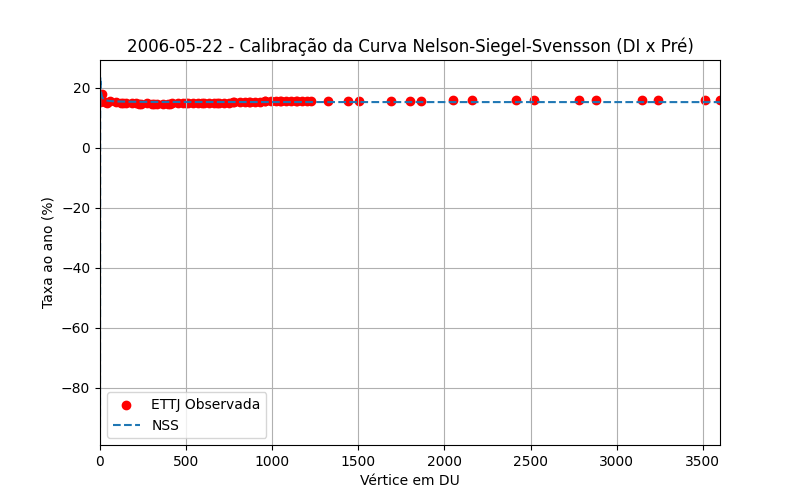 2006-05-22 - Calibração da Curva Nelson-Siegel-Svensson (DI x Pré)
Taxa ao ano (%)
20
0
−20
−40
−60
−80
ETTJ Observada
NSS
0 500 1000 1500 2000 2500 3000 3500
Vértice em DU